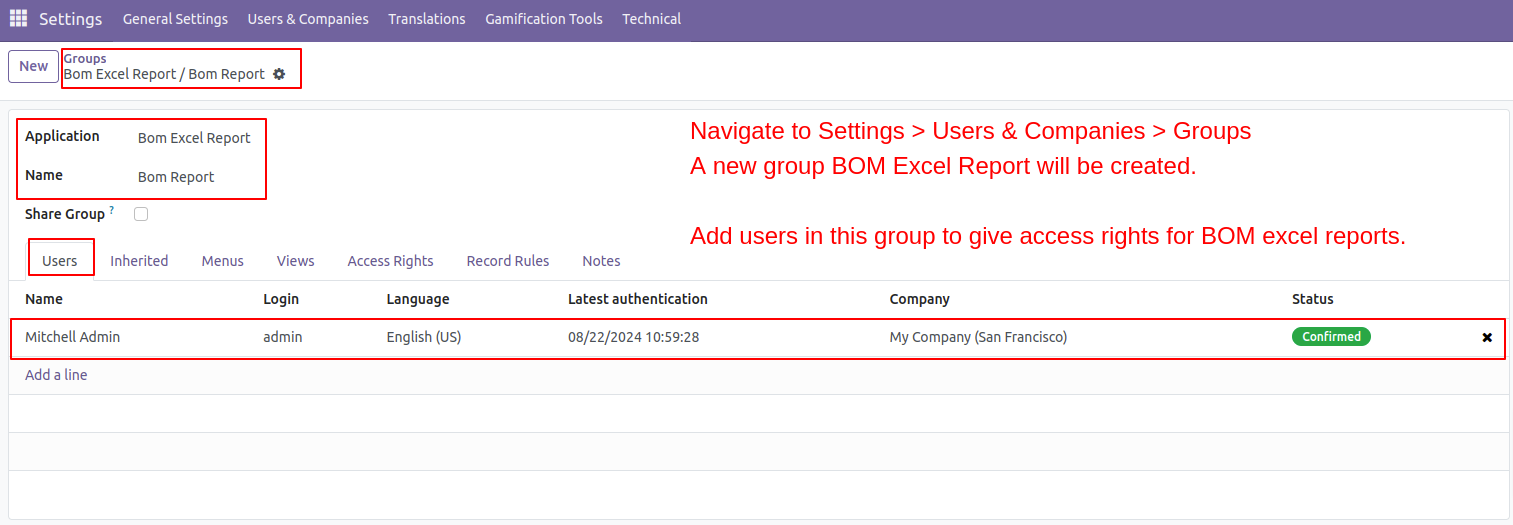 Settings General Settings Users & Companies Translations Gamification Tools Technical
New
Groups
Bom Excel Report / Bom Report
Application Bom Excel Report
Name Bom Report
Share Group ?
Navigate to Settings > Users & Companies > Groups
A new group BOM Excel Report will be created.
Add users in this group to give access rights for BOM excel reports.
Users Inherited Menus Views Access Rights Record Rules Notes
Name Login Language Latest authentication Company Status
Mitchell Admin admin English (US) 08/22/2024 10:59:28 My Company (San Francisco) Confirmed
Add a line